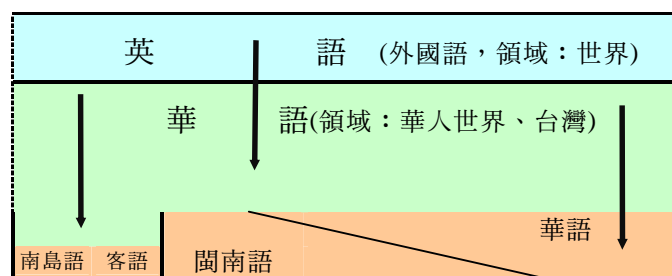 英 語 (外國語，領域：世界)
華 語(領域：華人世界、台灣)
華語
南島語 客語 閩南語